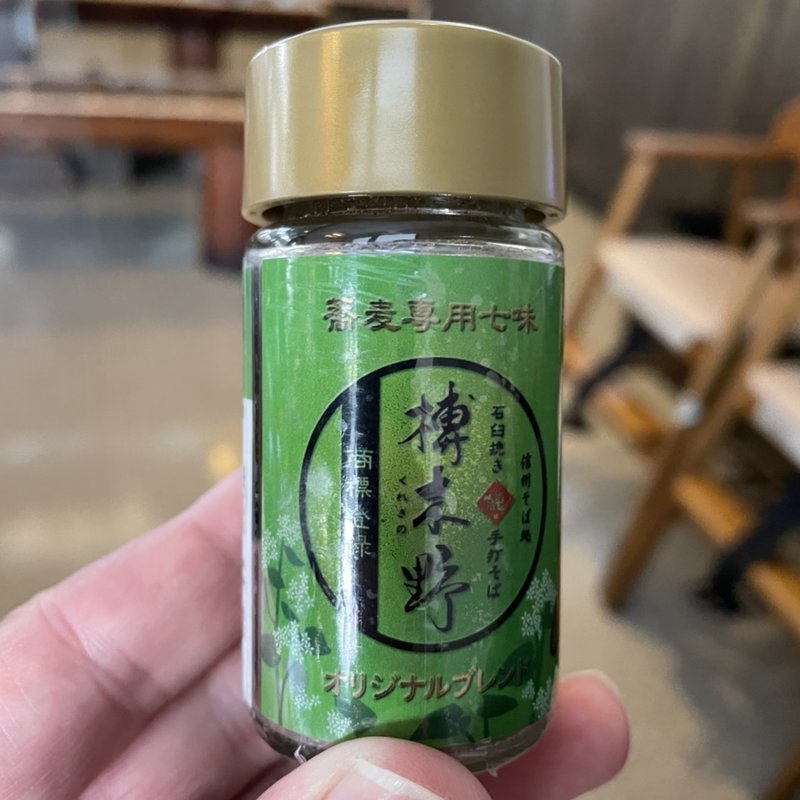 蕎麦専用七味
信州そば処
石臼挽き 純 手打そば
榑木野
くれきの
商標登録
オリジナルブレンド